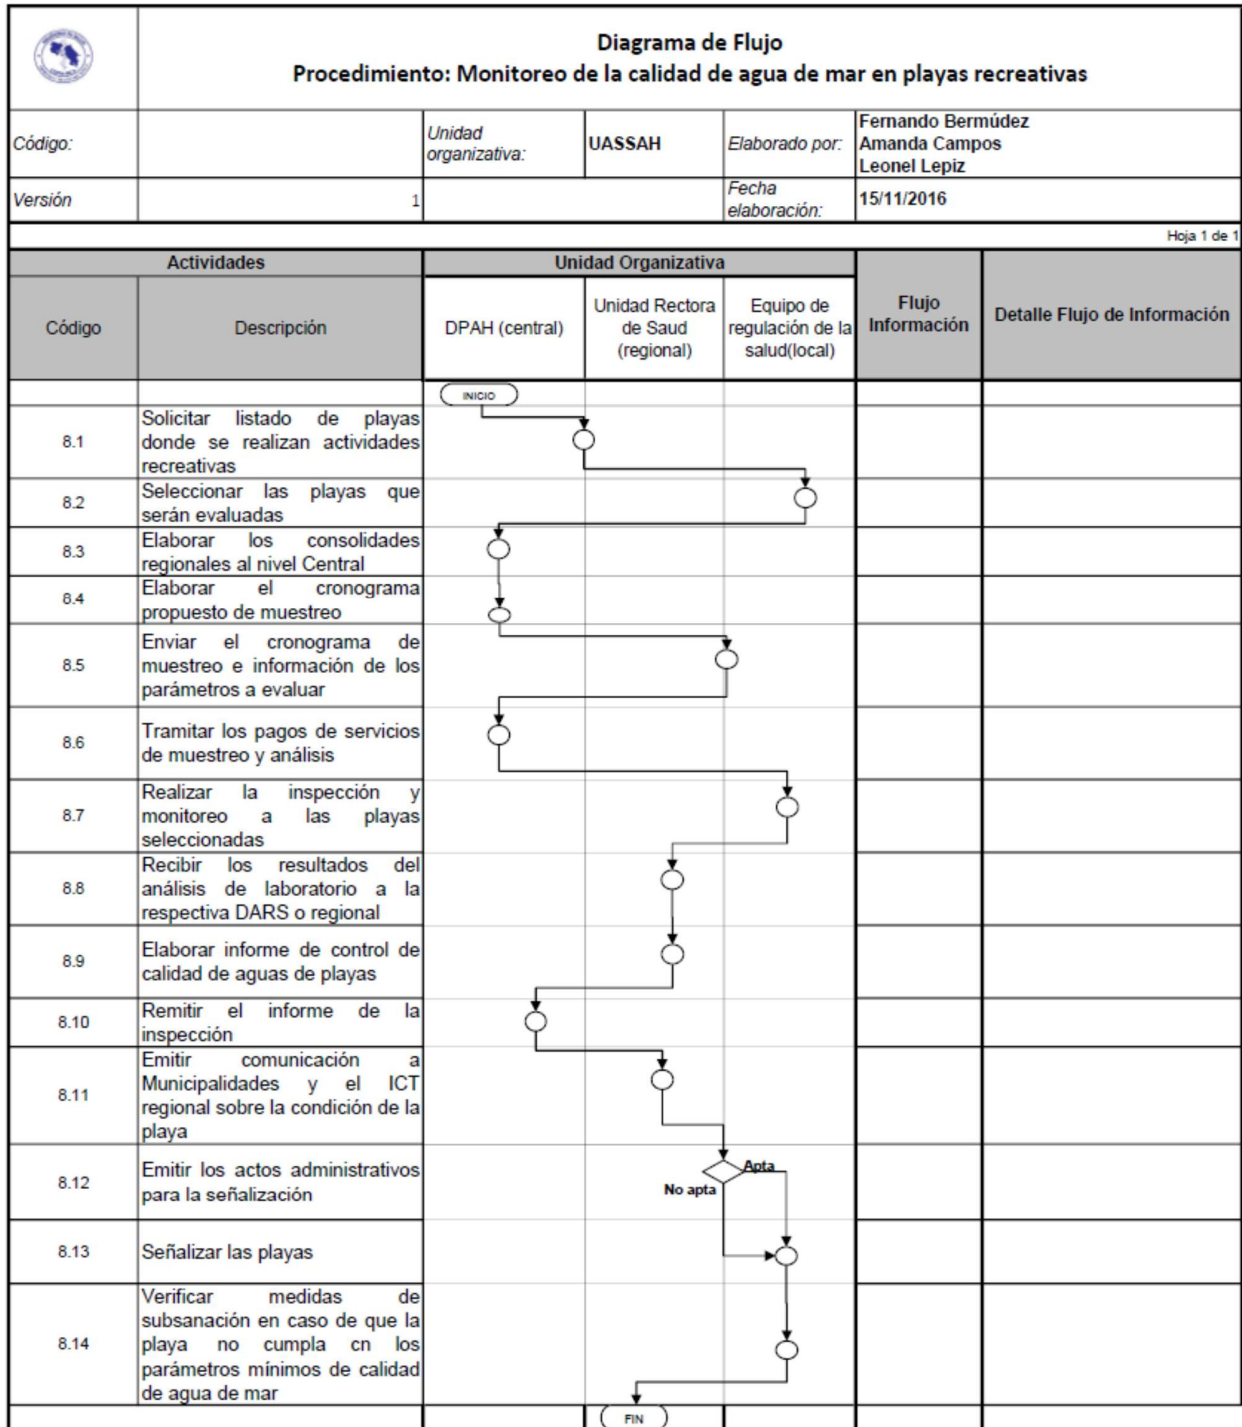 Diagrama de Flujo
Procedimiento: Monitoreo de la calidad de agua de mar en playas recreativas
Código:
Unidad
organizativa:
UASSAH
Elaborado por:
Fernando Bermúdez
Amanda Campos
Leonel Lepiz
Versión
1
Fecha
elaboración:
15/11/2016
Hoja 1 de 1
Actividades
Unidad Organizativa
Flujo
Información
Detalle Flujo de Información
Código
Descripción
DPAH (central)
Unidad Rectora
de Saud
(regional)
Equipo de
regulación de la
salud(local)
INICIO
8.1
Solicitar listado de playas
donde se realizan actividades
recreativas
8.2
Seleccionar las playas que
serán evaluadas
8.3
Elaborar los consolidades
regionales al nivel Central
8.4
Elaborar el cronograma
propuesto de muestreo
8.5
Enviar el cronograma de
muestreo e información de los
parámetros a evaluar
8.6
Tramitar los pagos de servicios
de muestreo y análisis
8.7
Realizar la inspección y
monitoreo a las playas
seleccionadas
8.8
Recibir los resultados del
análisis de laboratorio a la
respectiva DARS o regional
8.9
Elaborar informe de control de
calidad de aguas de playas
8.10
Remitir el informe de la
inspección
8.11
Emitir comunicación a
Municipalidades y el ICT
regional sobre la condición de la
playa
8.12
Emitir los actos administrativos
para la señalización
Apta
No apta
8.13
Señalizar las playas
8.14
Verificar medidas de
subsanación en caso de que la
playa no cumpla cn los
parámetros mínimos de calidad
de agua de mar
FIN